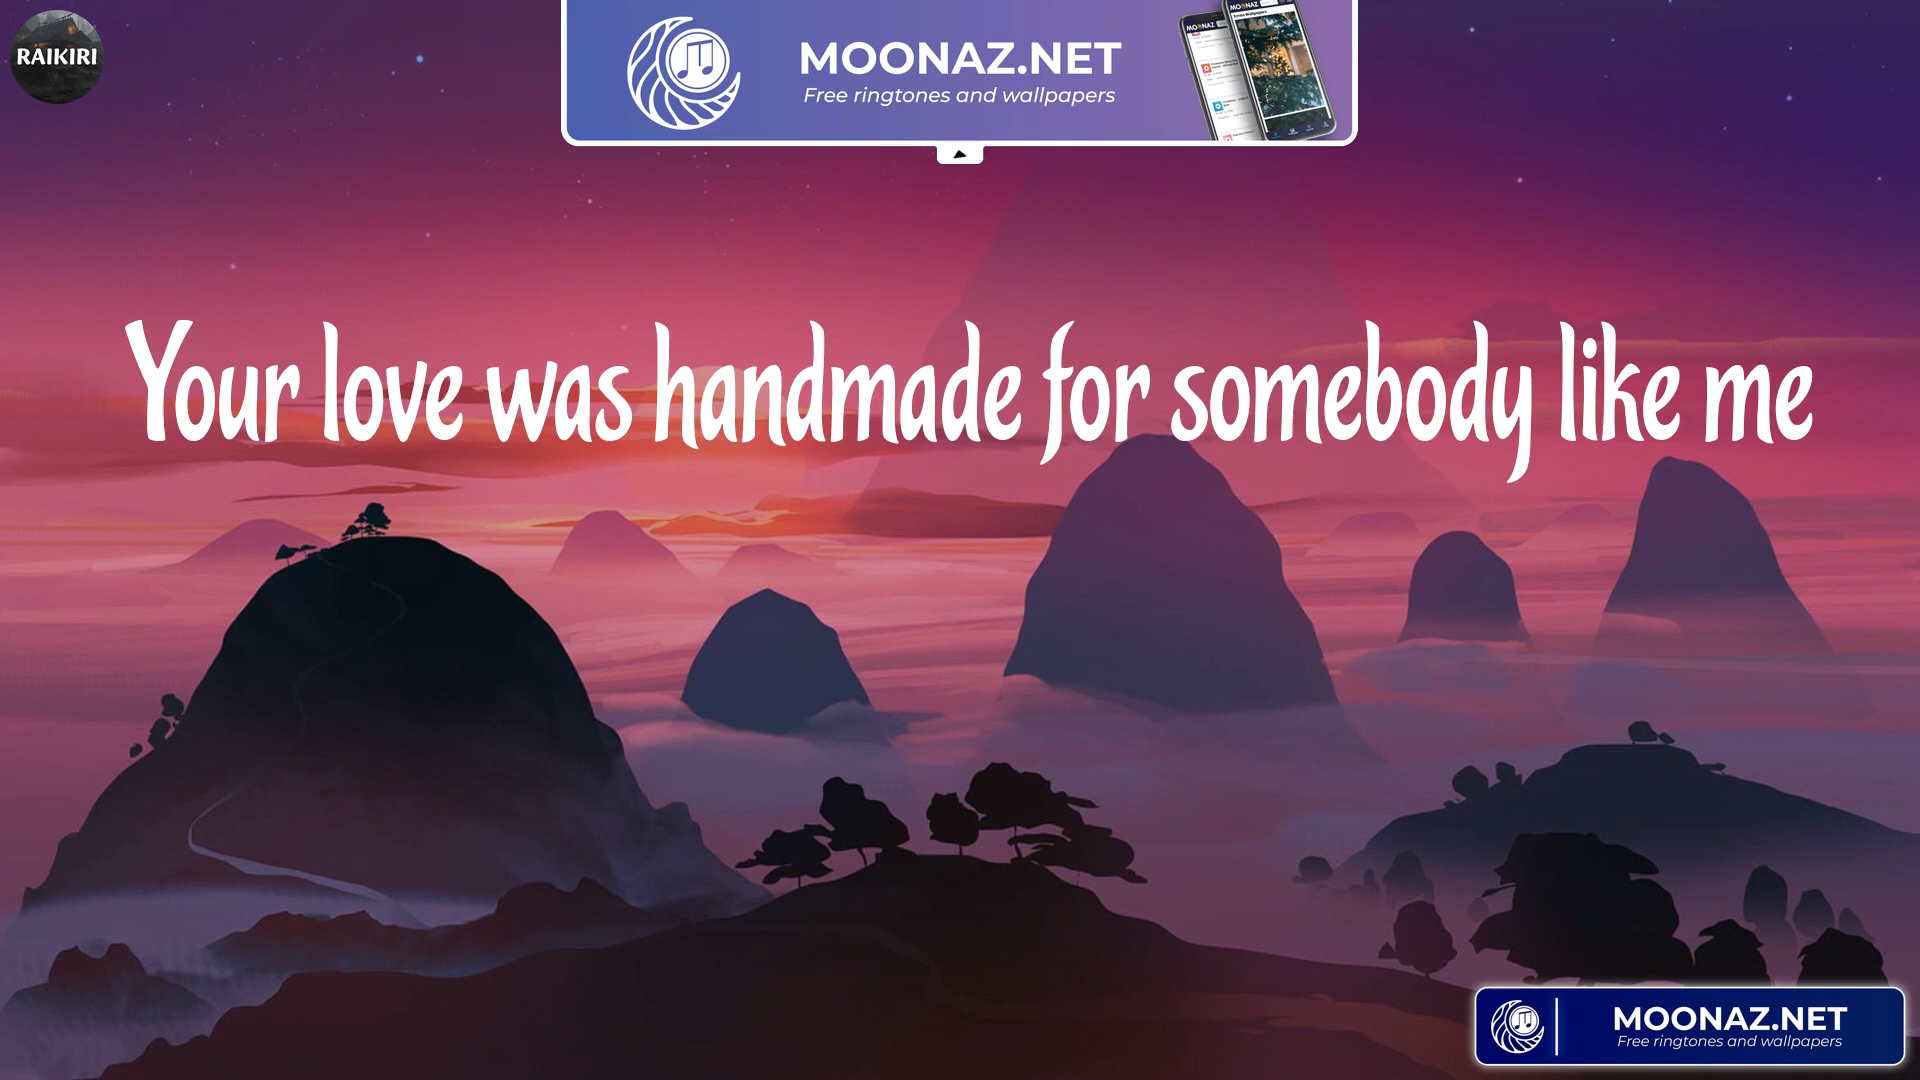 RAIKIRI
MOONAZ.NET
Free ringtones and wallpapers
Your love was handmade for somebody like me
MOONAZ.NET
Free ringtones and wallpapers